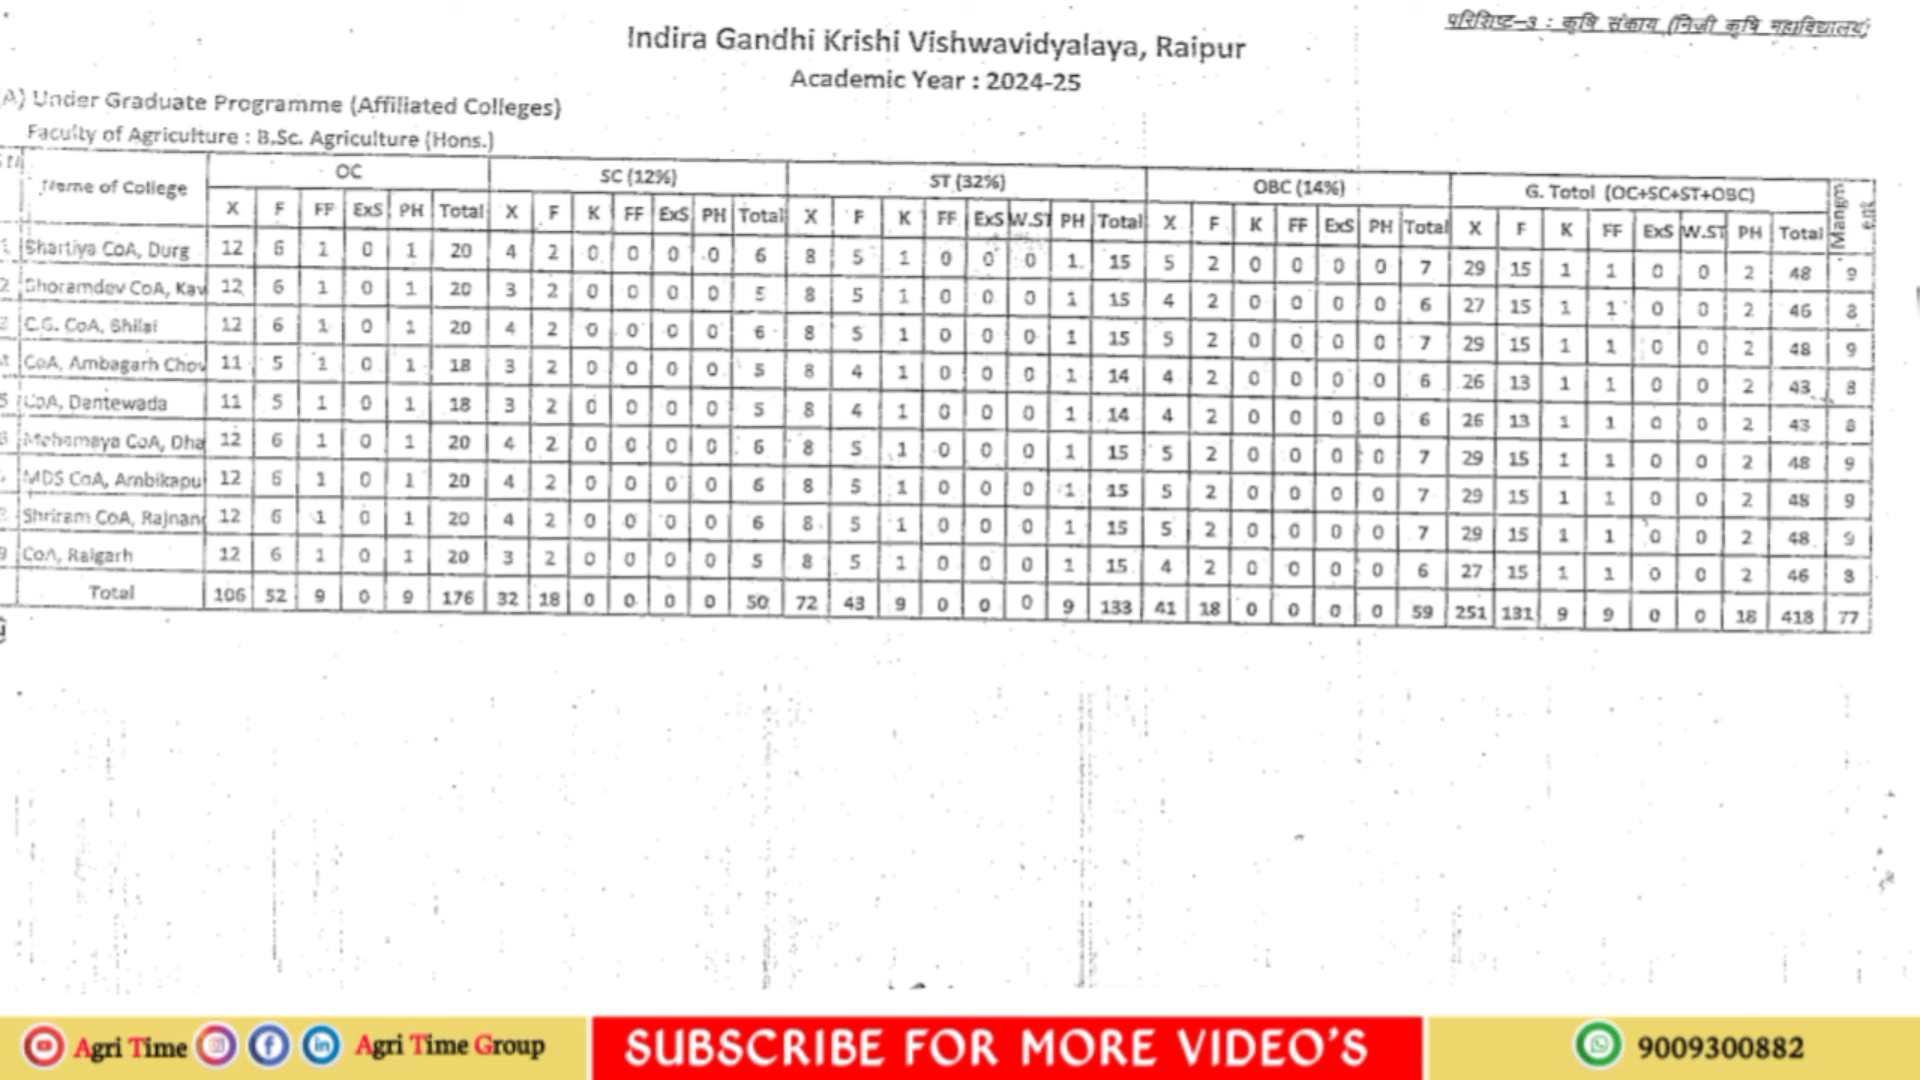 परिशिष्ट-3 : कृषि संकाय (निजी कृषि महाविद्यालय)
Indira Gandhi Krishi Vishwavidyalaya, Raipur
Academic Year : 2024-25
A) Under Graduate Programme (Affiliated Colleges)
Faculty of Agriculture : B.Sc. Agriculture (Hons.)
Name of College OC SC (12%) ST (32%) OBC (14%) G. Totol (OC+SC+ST+OBC) Mangm ent
X F FF ExS PH Total X F K FF ExS PH Total X F K FF ExS W.ST PH Total X F K FF ExS PH Total X F K FF ExS W.ST PH Total
1 Bhartiya CoA, Durg 12 6 1 0 1 20 4 2 0 0 0 0 6 8 5 1 0 0 0 1 15 5 2 0 0 0 0 7 29 15 1 1 0 0 2 48 9
2 Bhoramdev CoA, Kav 12 6 1 0 1 20 3 2 0 0 0 0 5 8 5 1 0 0 0 1 15 4 2 0 0 0 0 6 27 15 1 1 0 0 2 46 8
3 C.G. CoA, Bhilai 12 6 1 0 1 20 4 2 0 0 0 0 6 8 5 1 0 0 0 1 15 5 2 0 0 0 0 7 29 15 1 1 0 0 2 48 9
CoA, Ambagarh Chov 11 5 1 0 1 18 3 2 0 0 0 0 5 8 4 1 0 0 0 1 14 4 2 0 0 0 0 6 26 13 1 1 0 0 2 43 8
5 CoA, Dantewada 11 5 1 0 1 18 3 2 0 0 0 0 5 8 4 1 0 0 0 1 14 4 2 0 0 0 0 6 26 13 1 1 0 0 2 43 8
6 Mahamaya CoA, Dha 12 6 1 0 1 20 4 2 0 0 0 0 6 8 5 1 0 0 0 1 15 5 2 0 0 0 0 7 29 15 1 1 0 0 2 48 9
MDS CoA, Ambikapu 12 6 1 0 1 20 4 2 0 0 0 0 6 8 5 1 0 0 0 1 15 5 2 0 0 0 0 7 29 15 1 1 0 0 2 48 9
Shriram CoA, Rajnand 12 6 1 0 1 20 4 2 0 0 0 0 6 8 5 1 0 0 0 1 15 5 2 0 0 0 0 7 29 15 1 1 0 0 2 48 9
9 CoA, Raigarh 12 6 1 0 1 20 3 2 0 0 0 0 5 8 5 1 0 0 0 1 15 4 2 0 0 0 0 6 27 15 1 1 0 0 2 46 8
Total 106 52 9 0 9 176 32 18 0 0 0 0 50 72 43 9 0 0 0 9 133 41 18 0 0 0 0 59 251 131 9 9 0 0 18 418 77
Agri Time Agri Time Group SUBSCRIBE FOR MORE VIDEO'S 9009300882